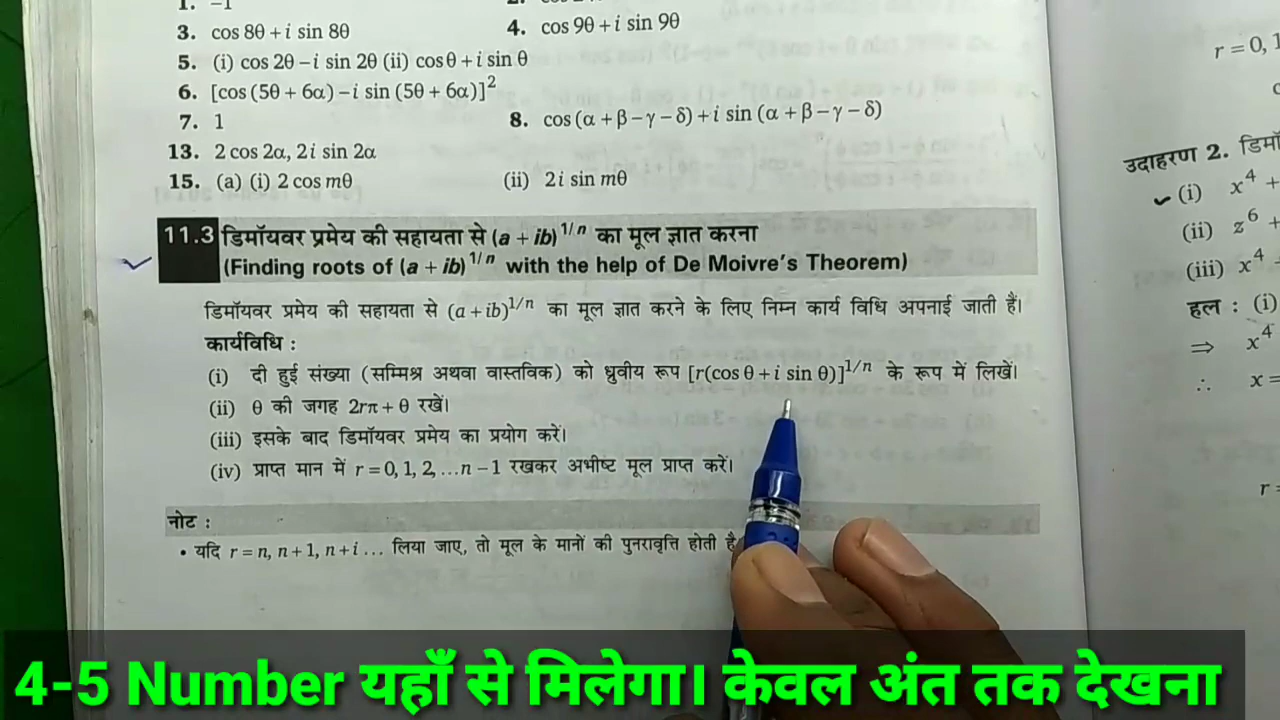 1. −1
3. cos 8θ + i sin 8θ
4. cos 9θ + i sin 9θ
5. (i) cos 2θ − i sin 2θ (ii) cos θ + i sin θ
6. [cos (5θ + 6α) − i sin (5θ + 6α)]²
7. 1
8. cos (α + β − γ − δ) + i sin (α + β − γ − δ)
13. 2 cos 2α, 2i sin 2α
15. (a) (i) 2 cos mθ (ii) 2i sin mθ
11.3 डिमॉयवर प्रमेय की सहायता से (a + ib)^1/n का मूल ज्ञात करना
(Finding roots of (a + ib)^1/n with the help of De Moivre's Theorem)
डिमॉयवर प्रमेय की सहायता से (a + ib)^1/n का मूल ज्ञात करने के लिए निम्न कार्य विधि अपनाई जाती हैं।
कार्यविधि :
(i) दी हुई संख्या (सम्मिश्र अथवा वास्तविक) को ध्रुवीय रूप [r(cos θ + i sin θ)]^1/n के रूप में लिखें।
(ii) θ की जगह 2rπ + θ रखें।
(iii) इसके बाद डिमॉयवर प्रमेय का प्रयोग करें।
(iv) प्राप्त मान में r = 0, 1, 2, ...n − 1 रखकर अभीष्ट मूल प्राप्त करें।
नोट :
• यदि r = n, n + 1, n + i ... लिया जाए, तो मूल के मानों की पुनरावृत्ति होती है
r = 0, 1
उदाहरण 2.
(i) x⁴ +
(ii) z⁶ +
(iii) x⁴
हल : (i)
⇒ x⁴
∴ x =
r =
4-5 Number यहाँ से मिलेगा। केवल अंत तक देखना